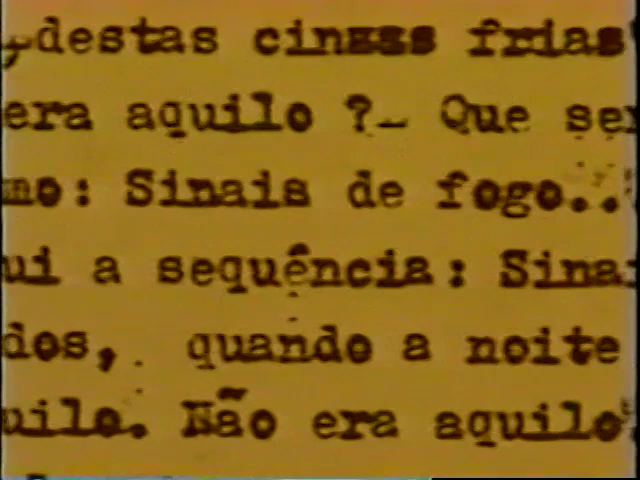 , destas cinzas frias
era aquilo ?_ Que ser
mo: Sinais de fogo..
ui a sequência: Sina
dos, quando a noite
uilo. Não era aquilo